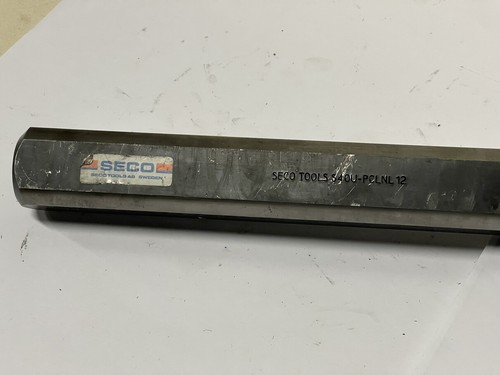 SECO
SECO TOOLS AB SWEDEN
SECO TOOLS S40U-PCLNL 12